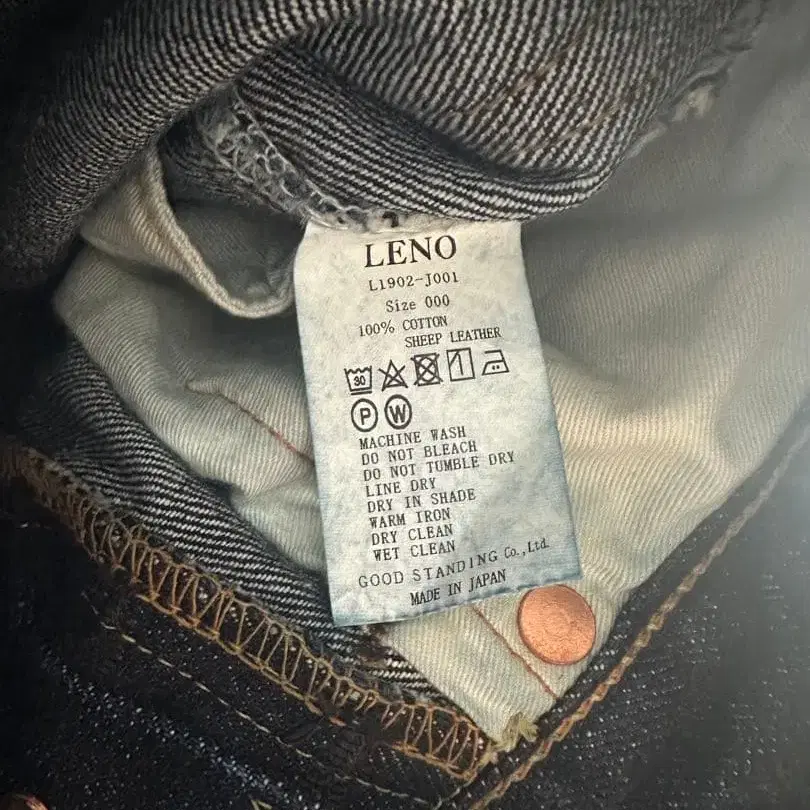 LENO
L1902-J001
Size 000
100% COTTON
SHEEP LEATHER
30
P W
MACHINE WASH
DO NOT BLEACH
DO NOT TUMBLE DRY
LINE DRY
DRY IN SHADE
WARM IRON
DRY CLEAN
WET CLEAN
GOOD STANDING Co.,Ltd.
MADE IN JAPAN